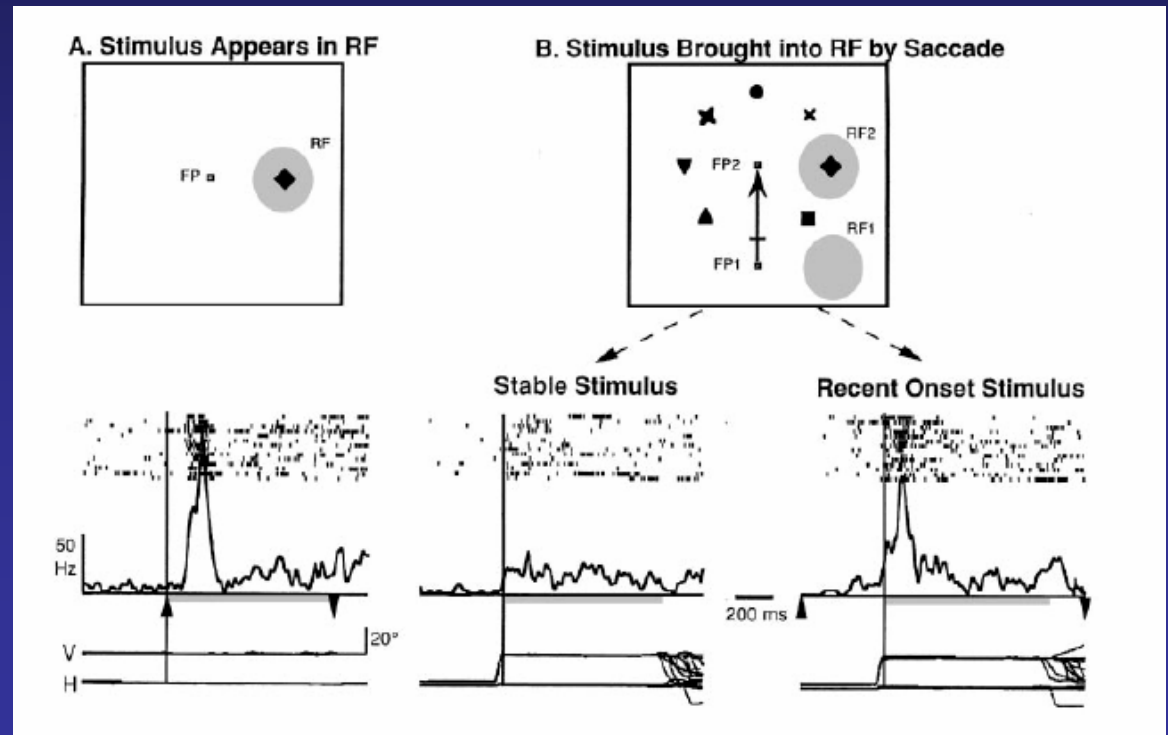 A. Stimulus Appears in RF
RF
FP
B. Stimulus Brought into RF by Saccade
RF2
FP2
RF1
FP1
Stable Stimulus
Recent Onset Stimulus
50
Hz
200 ms
20°
V
H